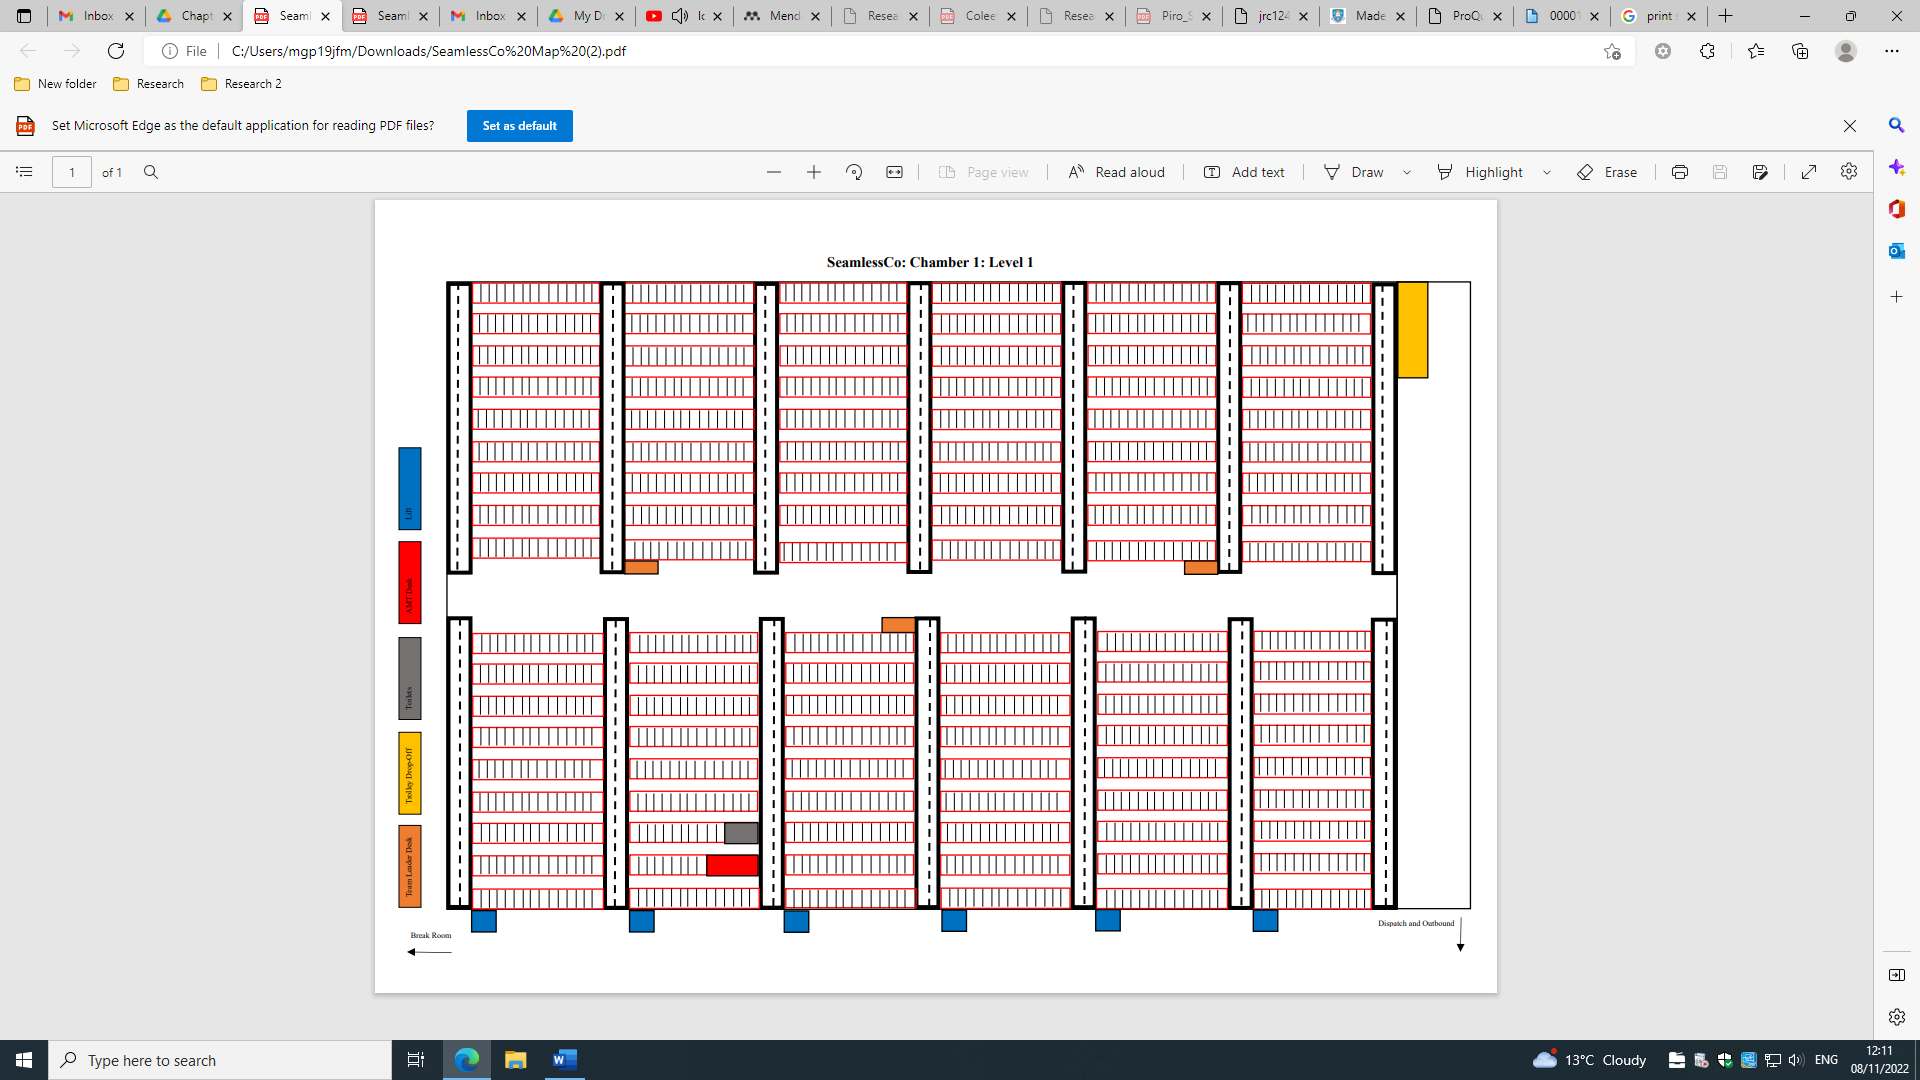 Inbox
Chapt
Seaml
Seaml
Inbox
My Dr
Mend
Resea
Coleet
Resea
Piro_S
jrc124
Made
ProQu
00001
print s
File
C:/Users/mgp19jfm/Downloads/SeamlessCo%20Map%20(2).pdf
New folder
Research
Research 2
Set Microsoft Edge as the default application for reading PDF files?
Set as default
1
of 1
Page view
Read aloud
Add text
Draw
Highlight
Erase
SeamlessCo: Chamber 1: Level 1
Lift
AMT Desk
Toilets
Trolley Drop-Off
Team Leader Desk
Break Room
Dispatch and Outbound
Type here to search
13°C Cloudy
ENG
12:11
08/11/2022